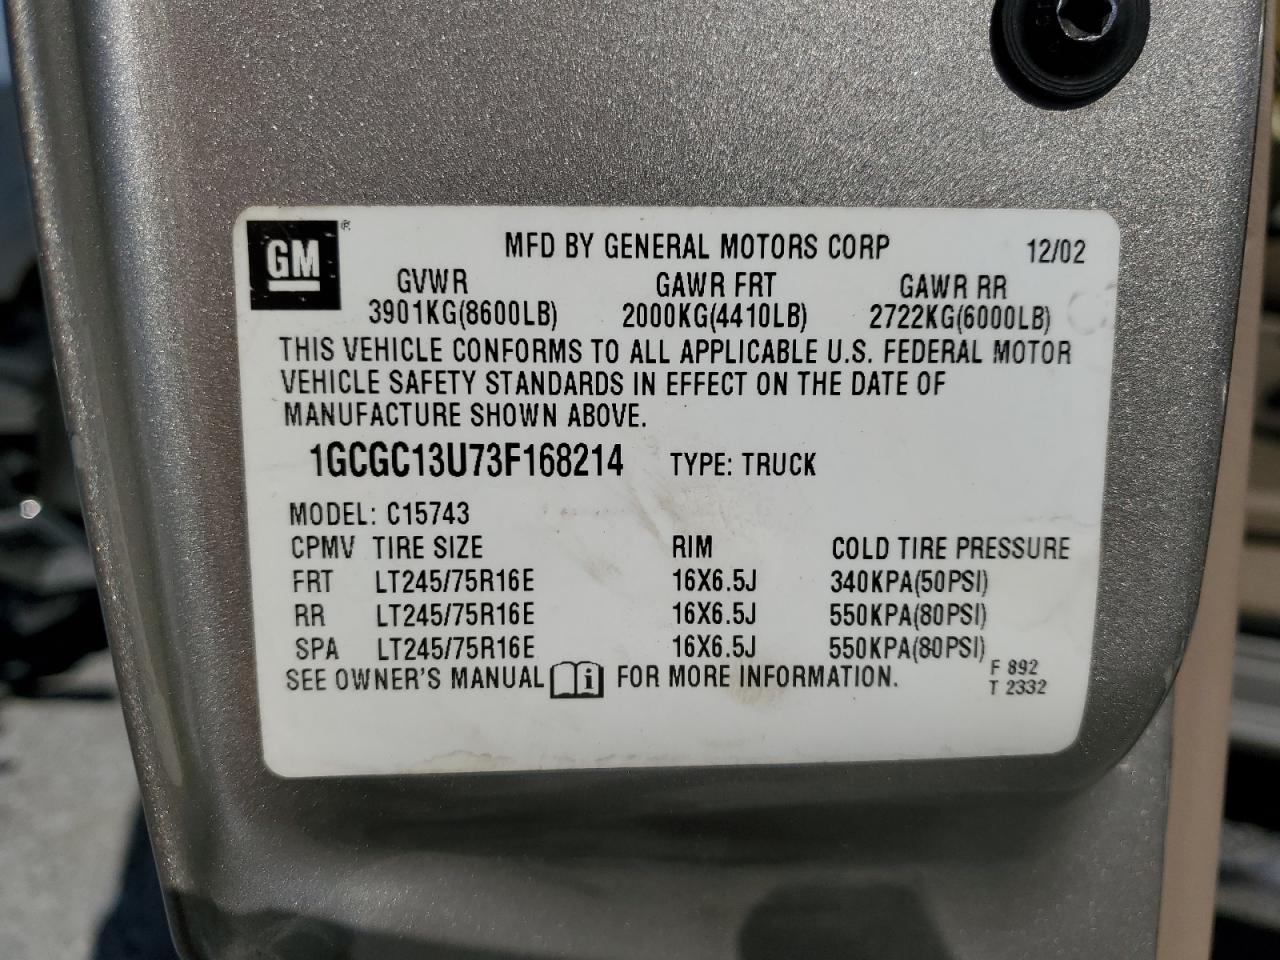 GM ® MFD BY GENERAL MOTORS CORP 12/02
GVWR GAWR FRT GAWR RR
3901KG(8600LB) 2000KG(4410LB) 2722KG(6000LB)
THIS VEHICLE CONFORMS TO ALL APPLICABLE U.S. FEDERAL MOTOR
VEHICLE SAFETY STANDARDS IN EFFECT ON THE DATE OF
MANUFACTURE SHOWN ABOVE.
1GCGC13U73F168214 TYPE: TRUCK
MODEL: C15743
CPMV TIRE SIZE RIM COLD TIRE PRESSURE
FRT LT245/75R16E 16X6.5J 340KPA(50PSI)
RR LT245/75R16E 16X6.5J 550KPA(80PSI)
SPA LT245/75R16E 16X6.5J 550KPA(80PSI)
SEE OWNER'S MANUAL i FOR MORE INFORMATION. F 892
T 2332